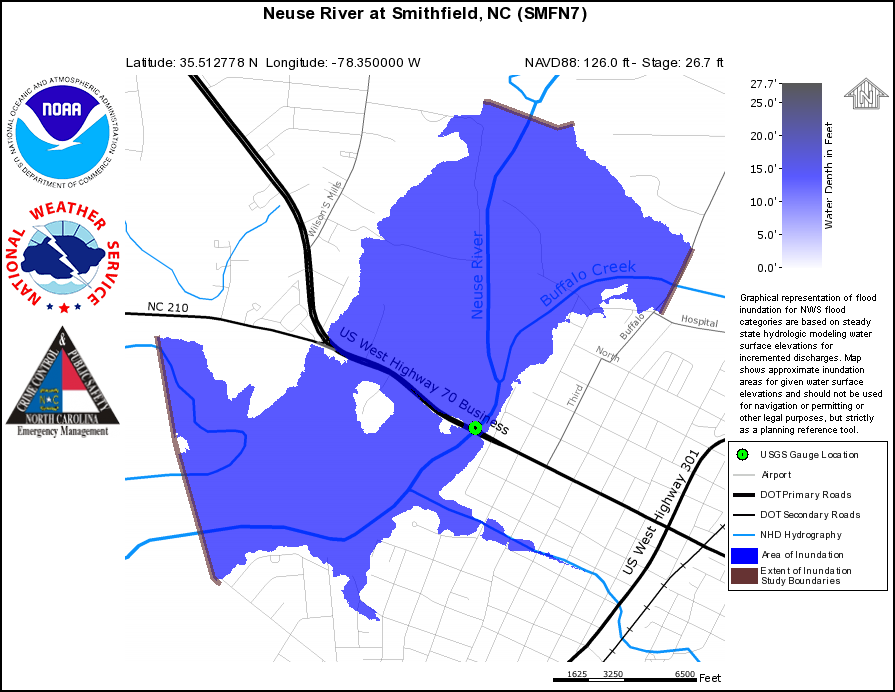 Neuse River at Smithfield, NC (SMFN7)
Latitude: 35.512778 N Longitude: -78.350000 W
NAVD88: 126.0 ft - Stage: 26.7 ft
NATIONAL OCEANIC AND ATMOSPHERIC ADMINISTRATION
NOAA
U.S. DEPARTMENT OF COMMERCE
NATIONAL WEATHER SERVICE
CRIME CONTROL & PUBLIC SAFETY
N C
NORTH CAROLINA
Emergency Management
Wilson'S Mills
NC 210
US West Highway 70 Business
Neuse River
Buffalo Creek
Buffalo
Hospital
North
Third
US West Highway 301
27.7'
25.0'
20.0'
15.0'
10.0'
5.0'
0.0'
Water Depth in Feet
N
Graphical representation of flood
inundation for NWS flood
categories are based on steady
state hydrologic modeling water
surface elevations for
incremented discharges. Map
shows approximate inundation
areas for given water surface
elevations and should not be used
for navigation or permitting or
other legal purposes, but strictly
as a planning reference tool.
USGS Gauge Location
Airport
DOT Primary Roads
DOT Secondary Roads
NHD Hydrography
Area of Inundation
Extent of Inundation
Study Boundaries
1625 3250 6500 Feet